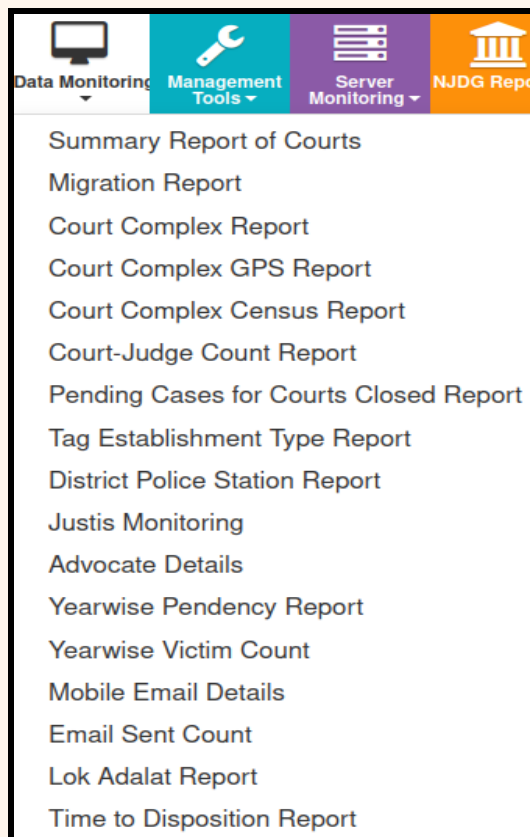 Data Monitoring
Management
Tools
Server
Monitoring
NJDG
Summary Report of Courts
Migration Report
Court Complex Report
Court Complex GPS Report
Court Complex Census Report
Court-Judge Count Report
Pending Cases for Courts Closed Report
Tag Establishment Type Report
District Police Station Report
Justis Monitoring
Advocate Details
Yearwise Pendency Report
Yearwise Victim Count
Mobile Email Details
Email Sent Count
Lok Adalat Report
Time to Disposition Report